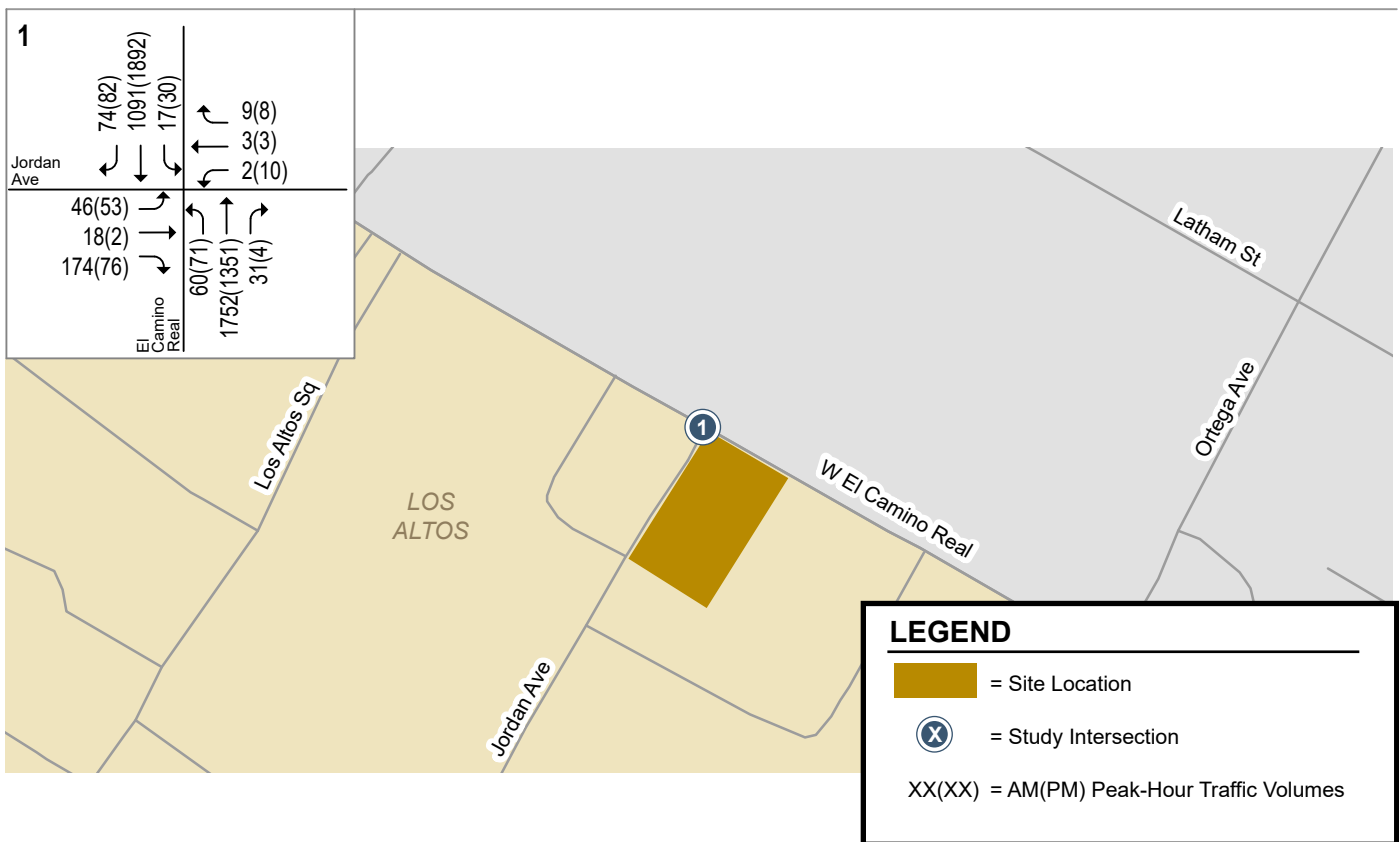 1
74(82)
1091(1892)
17(30)
9(8)
3(3)
2(10)
Jordan
Ave
46(53)
18(2)
174(76)
60(71)
1752(1351)
31(4)
El
Camino
Real
Latham St
Ortega Ave
Los Altos Sq
1
W El Camino Real
LOS
ALTOS
Jordan Ave
LEGEND
= Site Location
X = Study Intersection
XX(XX) = AM(PM) Peak-Hour Traffic Volumes